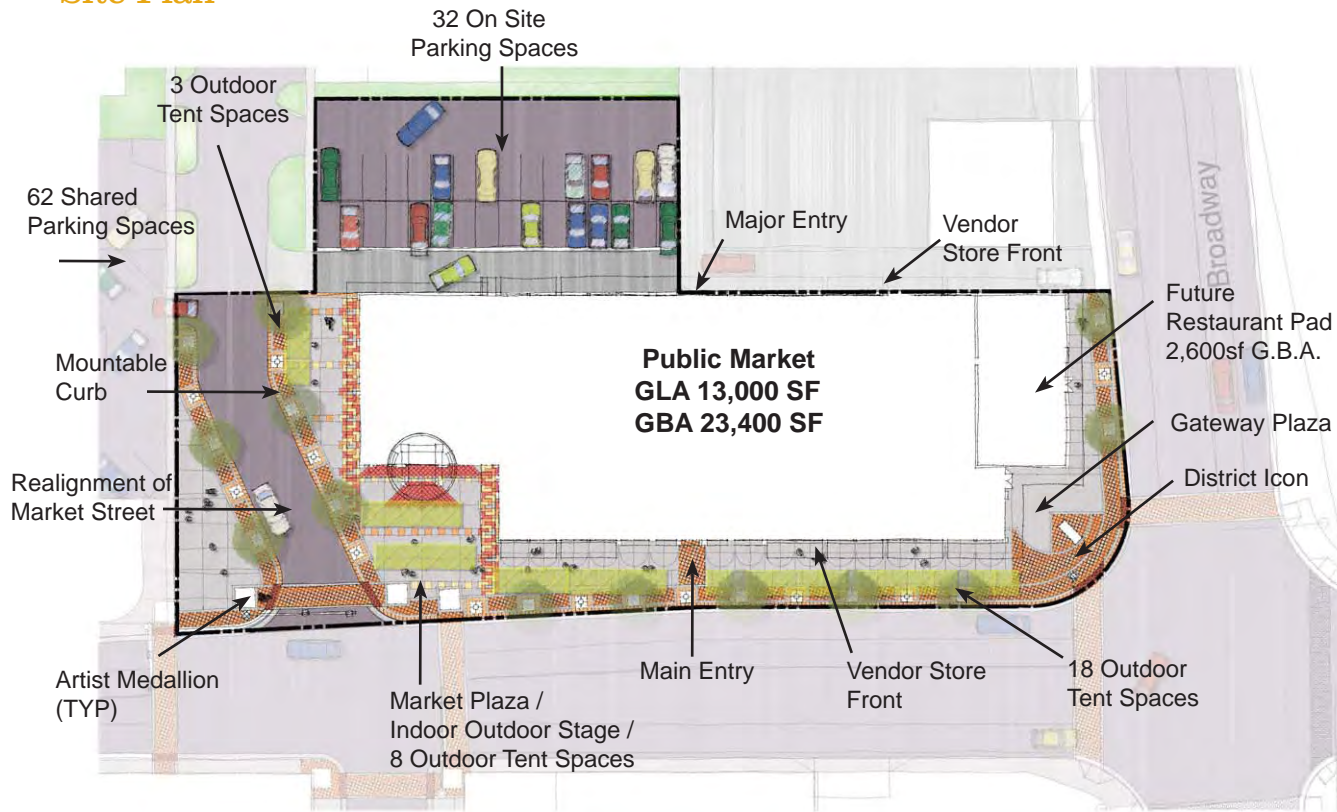 Site Plan
32 On Site
Parking Spaces
3 Outdoor
Tent Spaces
62 Shared
Parking Spaces
Major Entry
Vendor
Store Front
Broadway
Future
Restaurant Pad
2,600sf G.B.A.
Mountable
Curb
Public Market
GLA 13,000 SF
GBA 23,400 SF
Gateway Plaza
District Icon
Realignment of
Market Street
Artist Medallion
(TYP)
Market Plaza /
Indoor Outdoor Stage /
8 Outdoor Tent Spaces
Main Entry
Vendor Store
Front
18 Outdoor
Tent Spaces